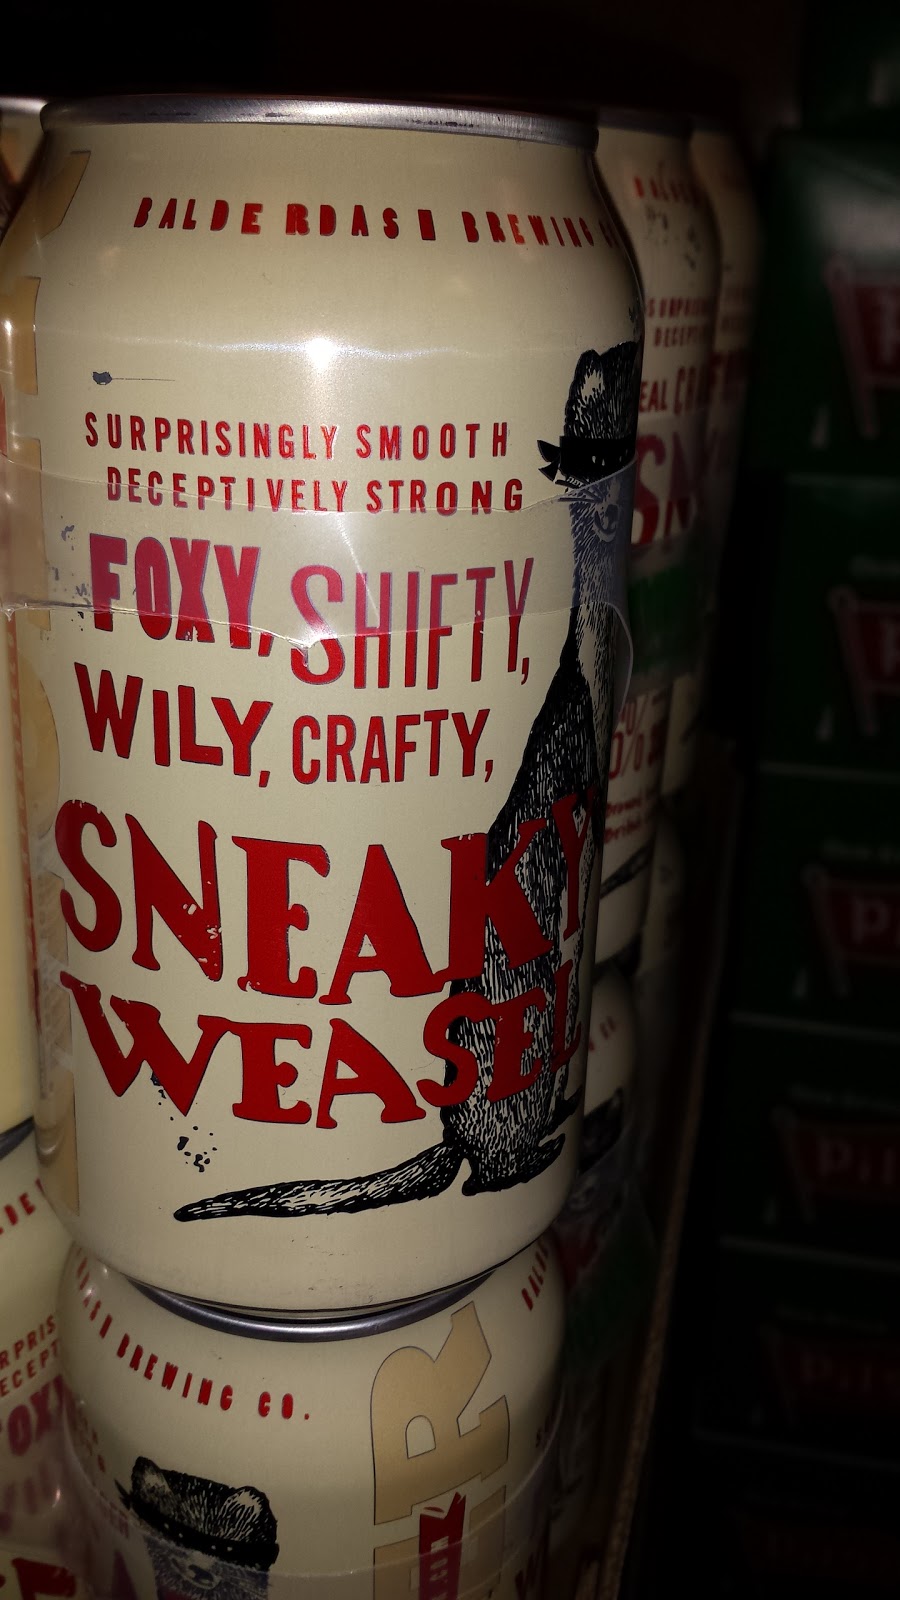 BALDERDASH BREWING
SURPRISINGLY SMOOTH
DECEPTIVELY STRONG
FOXY, SHIFTY,
WILY, CRAFTY,
SNEAKY
WEASEL
BREWING CO.